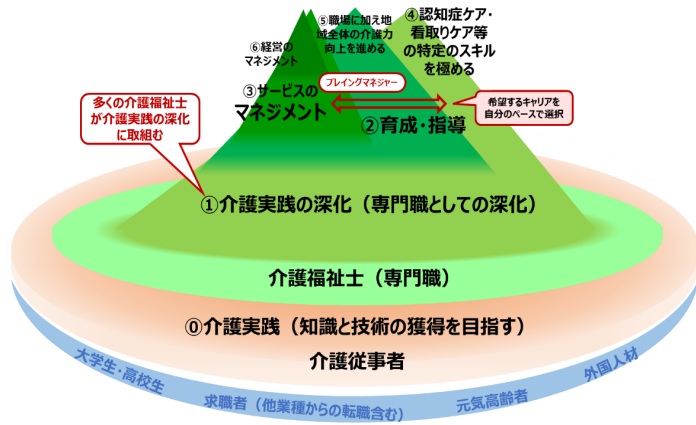 ⑥経営の
マネジメント
⑤職場に加え地
域全体の介護力
向上を進める
④認知症ケア・
看取りケア等
の特定のスキル
を極める
③サービスの
マネジメント
プレイングマネジャー
②育成・指導
希望するキャリアを
自分のペースで選択
多くの介護福祉士
が介護実践の深化
に取組む
①介護実践の深化（専門職としての深化）
介護福祉士（専門職）
⓪介護実践（知識と技術の獲得を目指す）
介護従事者
大学生・高校生
求職者（他業種からの転職含む）
元気高齢者
外国人材